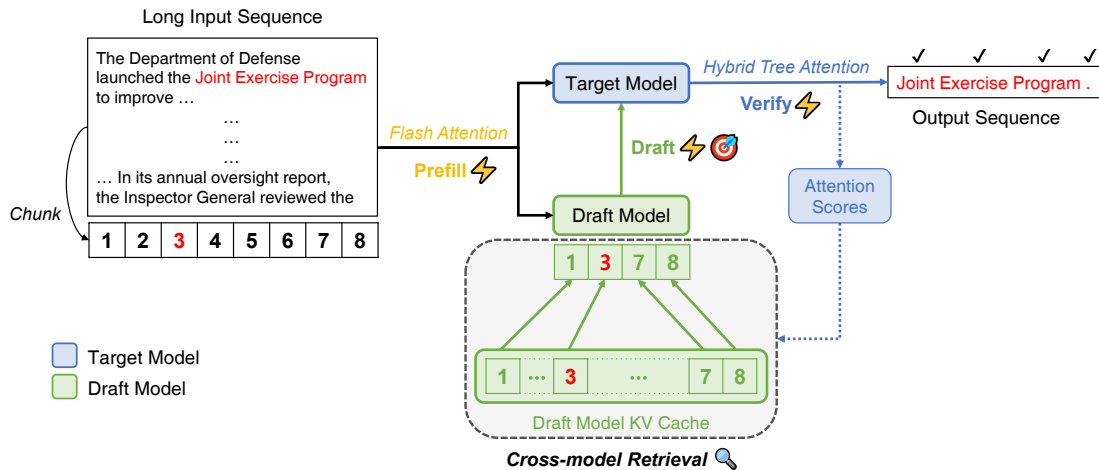 Long Input Sequence
The Department of Defense
launched the Joint Exercise Program
to improve …
…
…
…
… In its annual oversight report,
the Inspector General reviewed the
Chunk
1 2 3 4 5 6 7 8
Flash Attention
Prefill
Target Model
Hybrid Tree Attention
Verify
Joint Exercise Program .
Output Sequence
Draft
Attention
Scores
Draft Model
1 3 7 8
1 … 3 … 7 8
Draft Model KV Cache
Cross-model Retrieval
Target Model
Draft Model